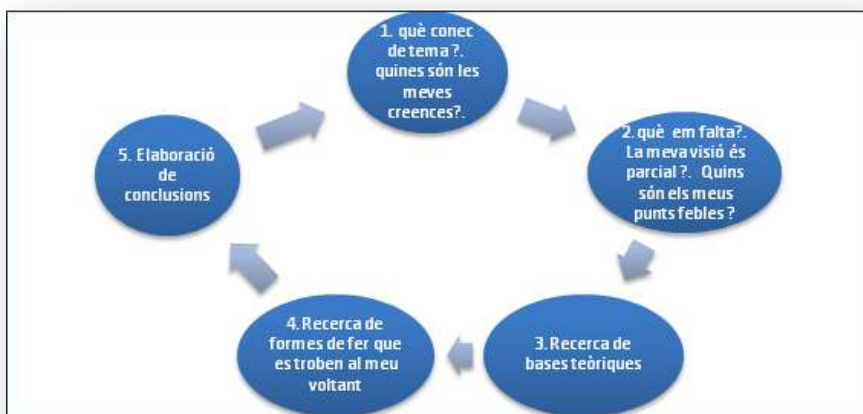 1. què conec
de tema ?.
quines són les
meves
creences?.
2.què em falta?.
La meva visió és
parcial ?. Quins
són els meus
punts febles ?
3.Recerca de
bases teòriques
4.Recerca de
formes de fer que
es troben al meu
voltant
5. Elaboració
de
conclusions